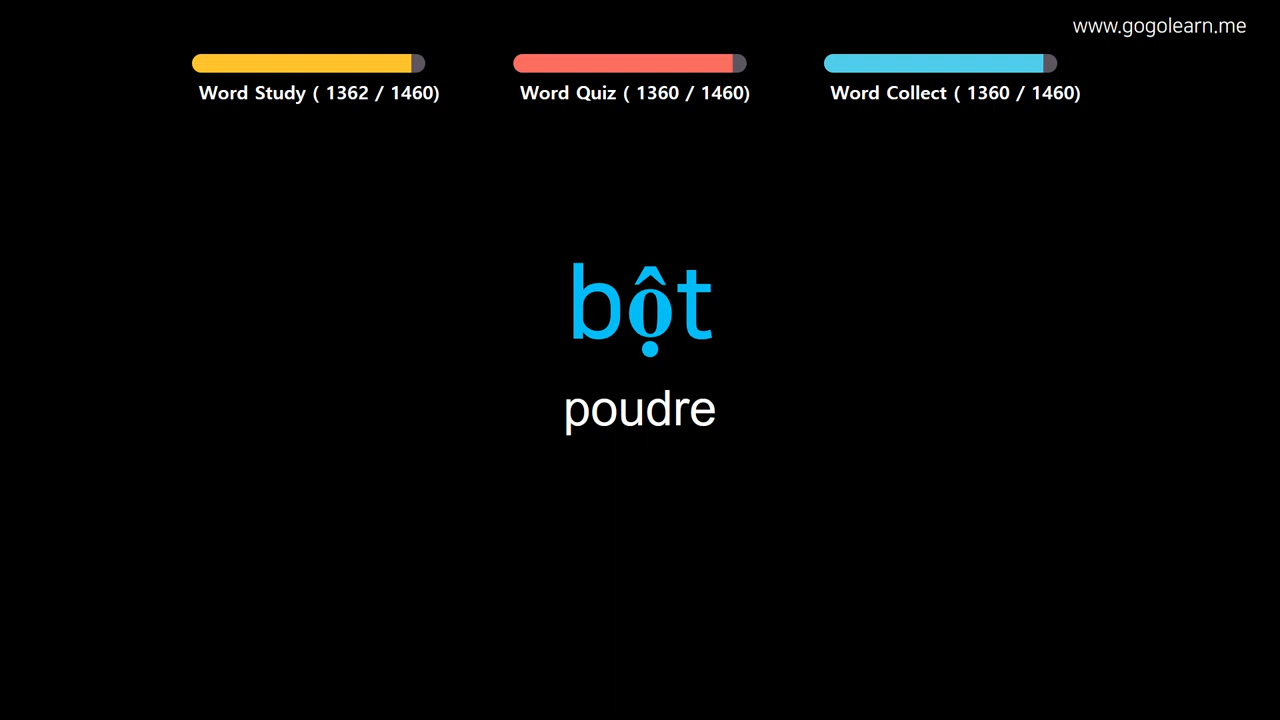 www.gogolearn.me
Word Study ( 1362 / 1460)
Word Quiz ( 1360 / 1460)
Word Collect ( 1360 / 1460)
bột
poudre